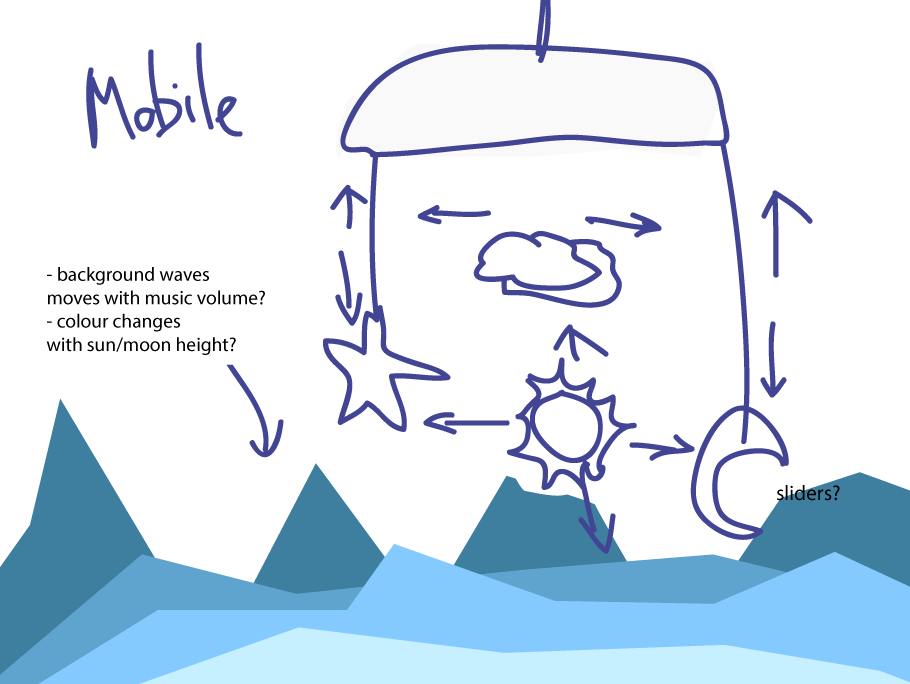 Mobile
- background waves
moves with music volume?
- colour changes
with sun/moon height?
sliders?